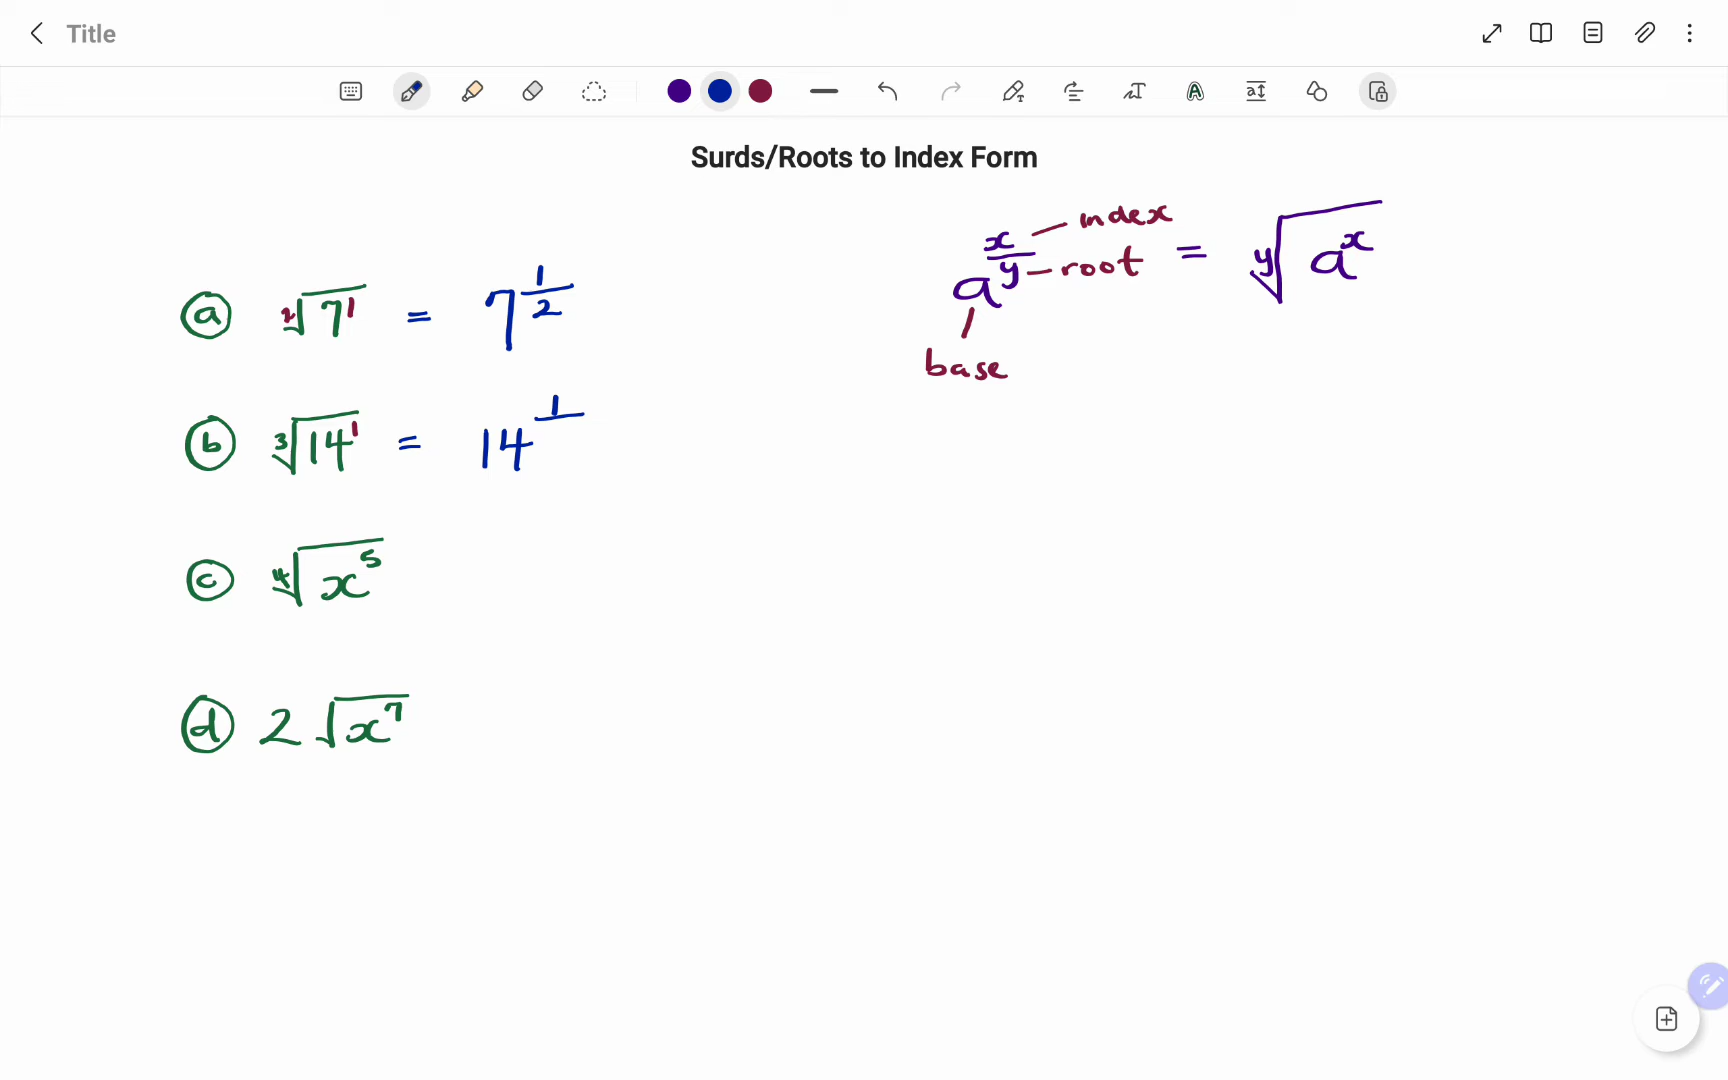 Title
Surds/Roots to Index Form
a^(x/y) — index — root = ʸ√(aˣ)
base
ⓐ ²√(7¹) = 7^(1/2)
ⓑ ³√(14¹) = 14^(1/
ⓒ ⁴√(x⁵)
ⓓ 2√(x⁷)